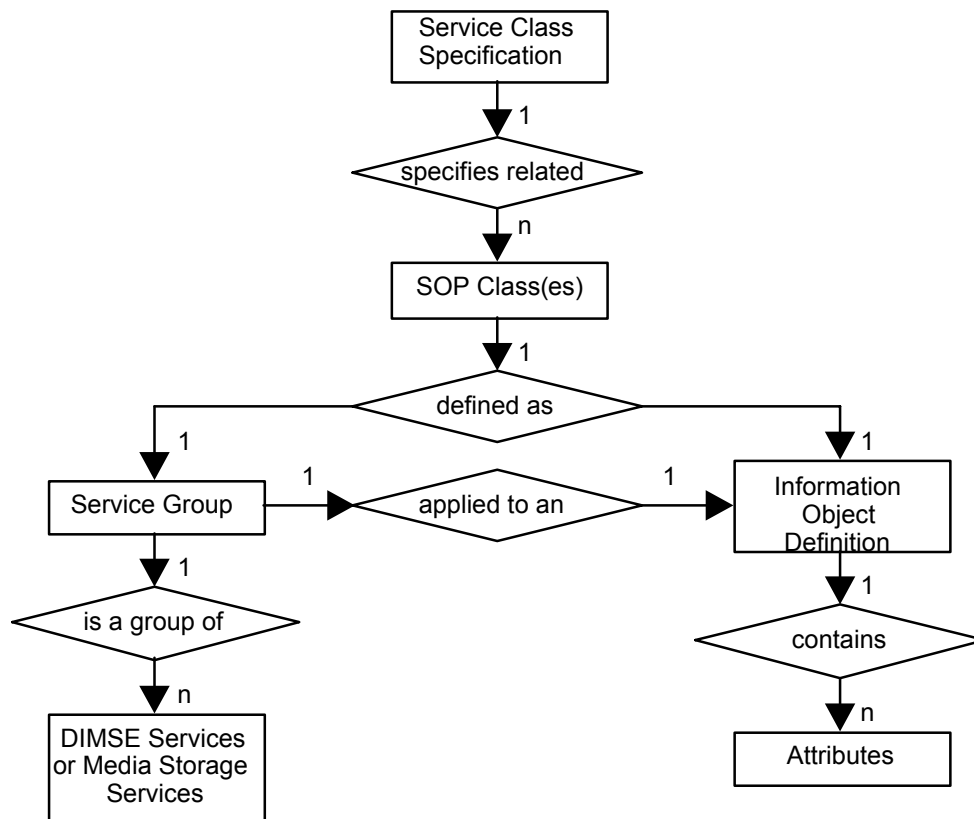 Service Class
Specification
1
specifies related
n
SOP Class(es)
1
defined as
1
1
Service Group
1
applied to an
1
Information
Object
Definition
1
is a group of
n
DIMSE Services
or Media Storage
Services
1
contains
n
Attributes